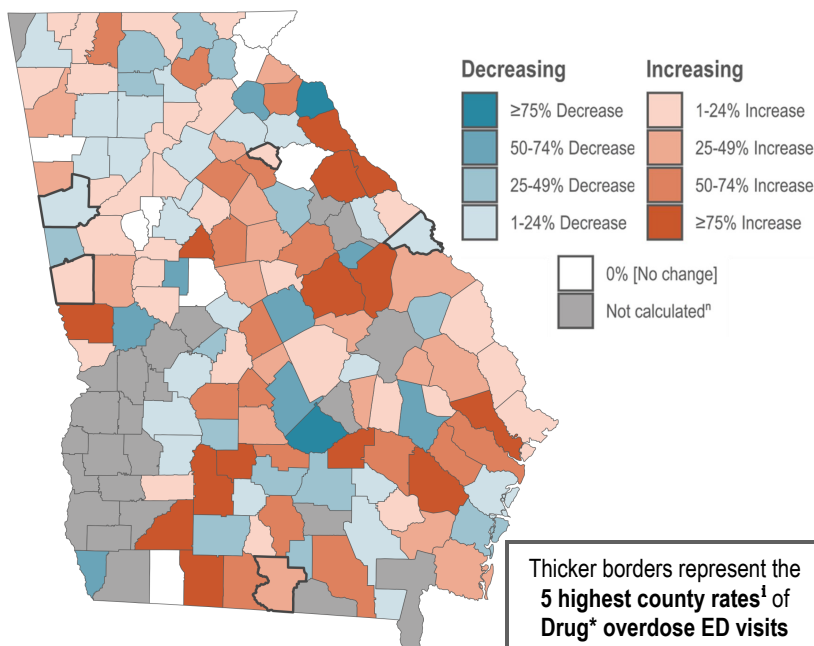 Decreasing
≥75% Decrease
50-74% Decrease
25-49% Decrease
1-24% Decrease
Increasing
1-24% Increase
25-49% Increase
50-74% Increase
≥75% Increase
0% [No change]
Not calculatedⁿ
Thicker borders represent the
5 highest county rates¹ of
Drug* overdose ED visits